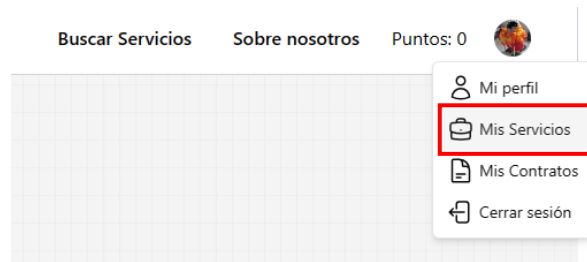 Buscar Servicios Sobre nosotros Puntos: 0
Mi perfil
Mis Servicios
Mis Contratos
Cerrar sesión